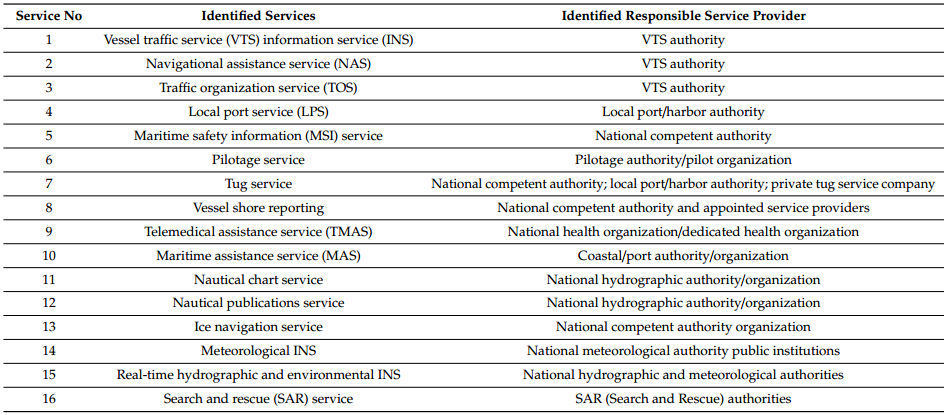 Service No Identified Services Identified Responsible Service Provider
1 Vessel traffic service (VTS) information service (INS) VTS authority
2 Navigational assistance service (NAS) VTS authority
3 Traffic organization service (TOS) VTS authority
4 Local port service (LPS) Local port/harbor authority
5 Maritime safety information (MSI) service National competent authority
6 Pilotage service Pilotage authority/pilot organization
7 Tug service National competent authority; local port/harbor authority; private tug service company
8 Vessel shore reporting National competent authority and appointed service providers
9 Telemedical assistance service (TMAS) National health organization/dedicated health organization
10 Maritime assistance service (MAS) Coastal/port authority/organization
11 Nautical chart service National hydrographic authority/organization
12 Nautical publications service National hydrographic authority/organization
13 Ice navigation service National competent authority organization
14 Meteorological INS National meteorological authority public institutions
15 Real-time hydrographic and environmental INS National hydrographic and meteorological authorities
16 Search and rescue (SAR) service SAR (Search and Rescue) authorities